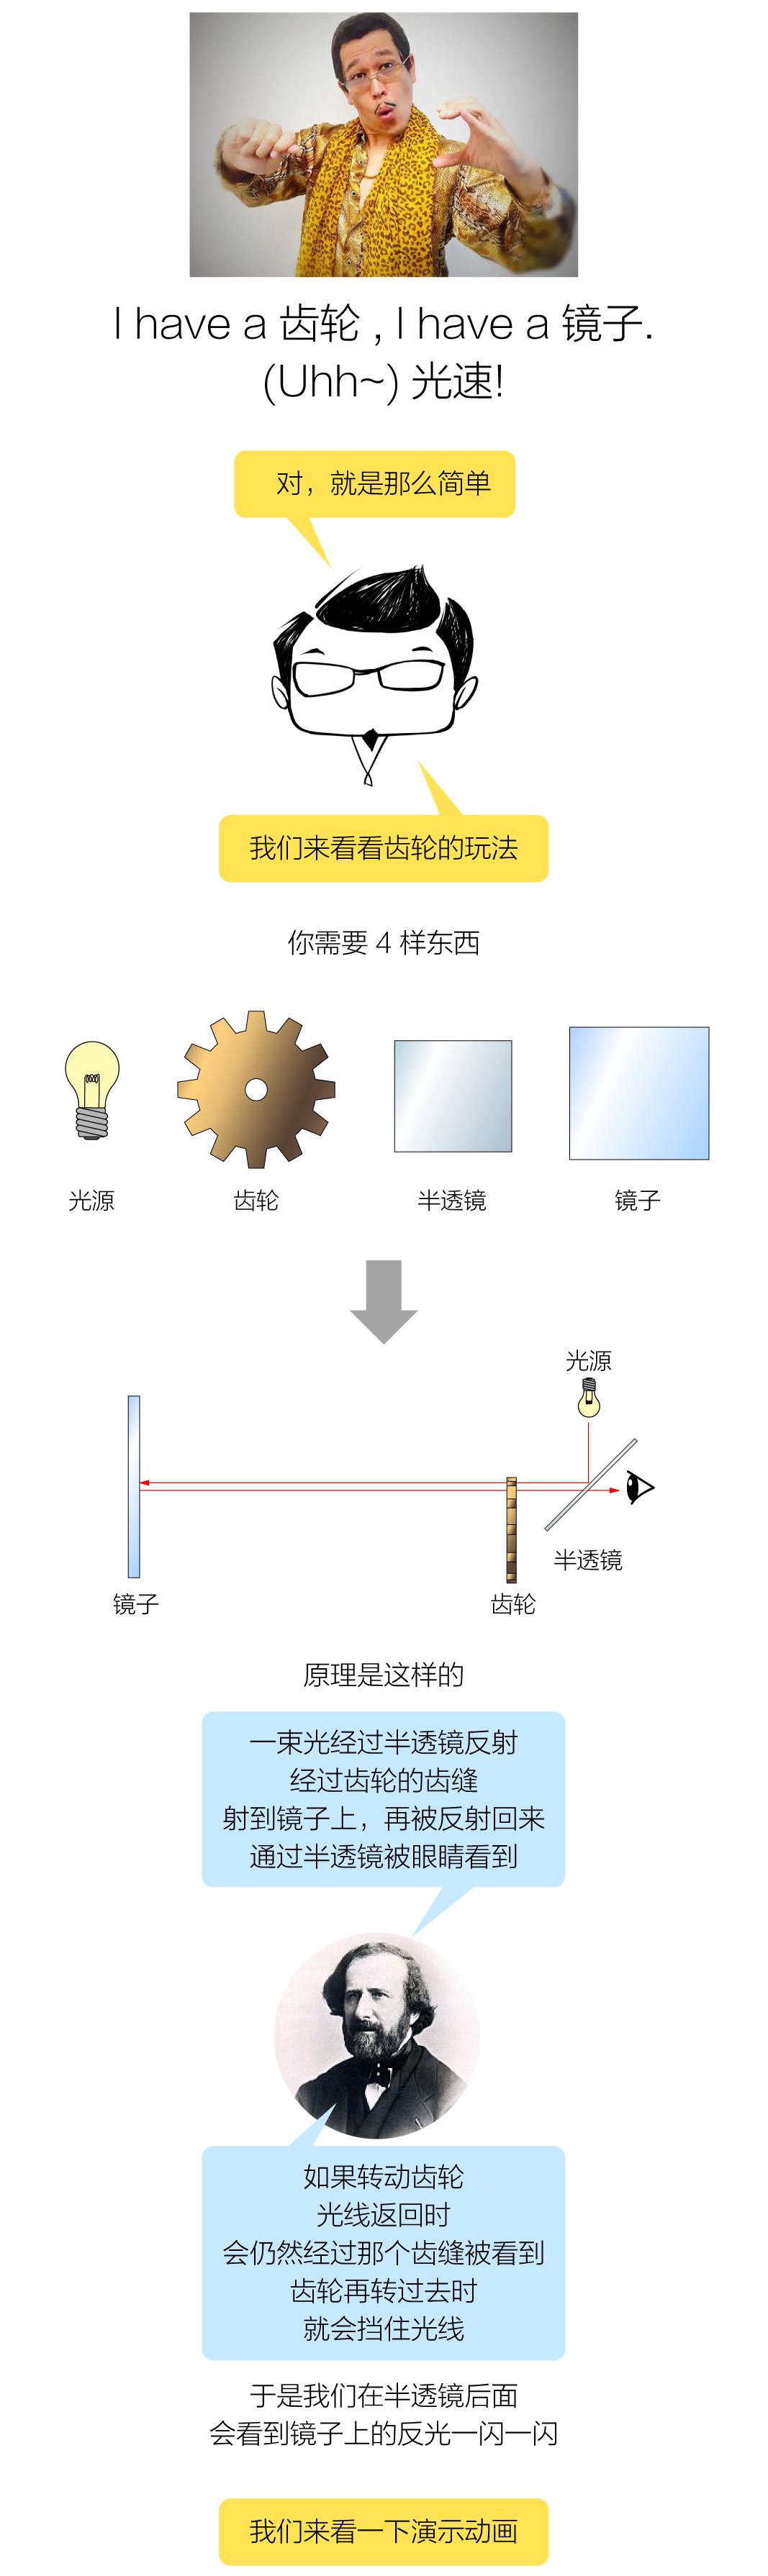 I have a 齿轮 , I have a 镜子.
(Uhh~) 光速!
对，就是那么简单
我们来看看齿轮的玩法
你需要 4 样东西
光源
齿轮
半透镜
镜子
光源
半透镜
镜子
齿轮
原理是这样的
一束光经过半透镜反射
经过齿轮的齿缝
射到镜子上，再被反射回来
通过半透镜被眼睛看到
如果转动齿轮
光线返回时
会仍然经过那个齿缝被看到
齿轮再转过去时
就会挡住光线
于是我们在半透镜后面
会看到镜子上的反光一闪一闪
我们来看一下演示动画